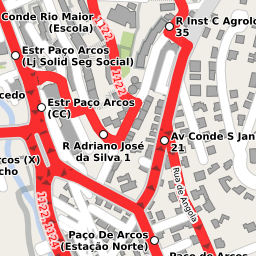 Conde Rio Maior
(Escola)
R Inst C Agrolo
35
Estr Paço Arcos
(Lj Solid Seg Social)
1122
cedo
Estr Paço Arcos
(CC)
R Adriano José
da Silva 1
Av Conde S Jan
21
rcos (X)
cho
Rua de Angola
1122, 1124
1122
Paço De Arcos
(Estação Norte)
Paço de Arcos